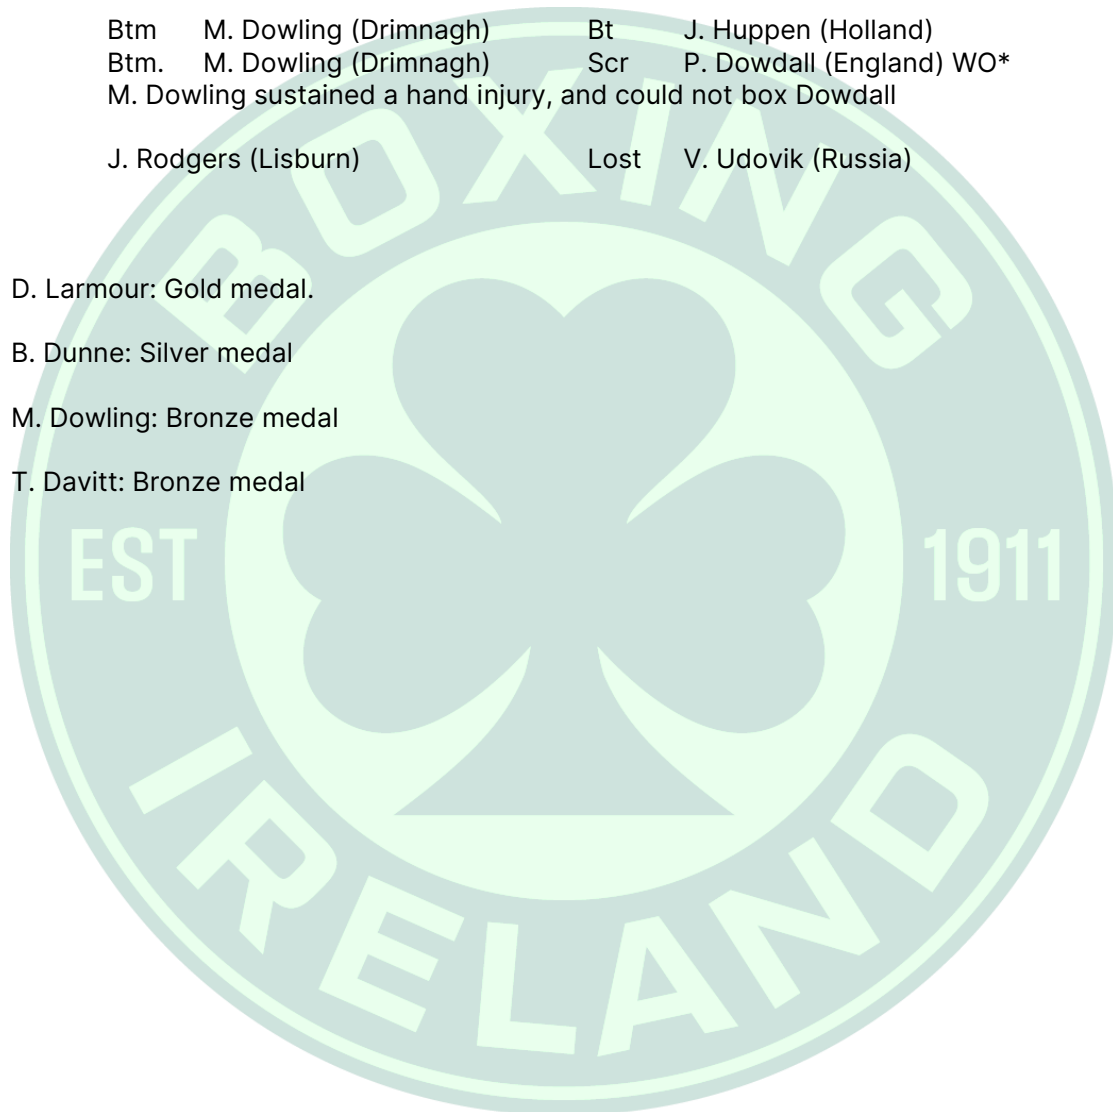 Btm M. Dowling (Drimnagh) Bt J. Huppen (Holland)
Btm. M. Dowling (Drimnagh) Scr P. Dowdall (England) WO*
M. Dowling sustained a hand injury, and could not box Dowdall
J. Rodgers (Lisburn) Lost V. Udovik (Russia)
D. Larmour: Gold medal.
B. Dunne: Silver medal
M. Dowling: Bronze medal
T. Davitt: Bronze medal
BOXING
EST 1911
IRELAND